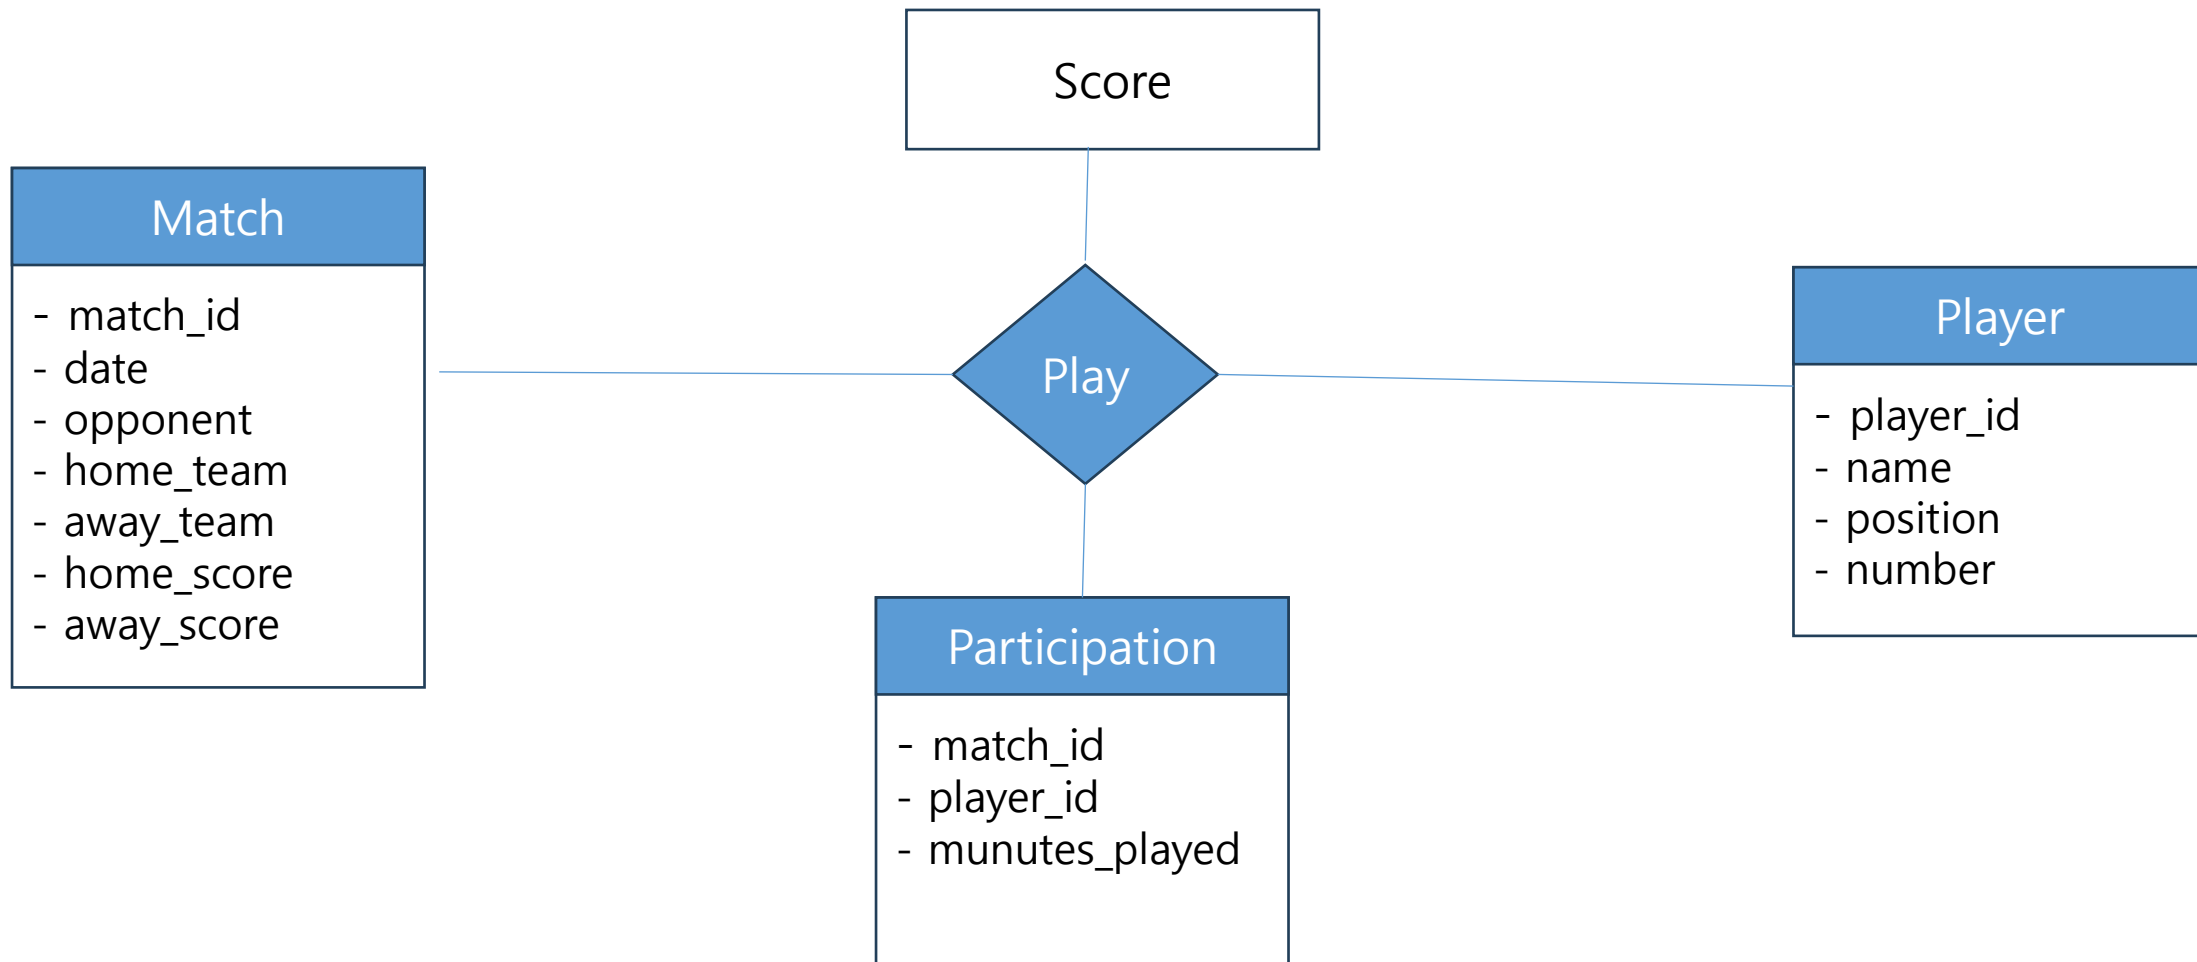 Score
Match
- match_id
- date
- opponent
- home_team
- away_team
- home_score
- away_score
Play
Player
- player_id
- name
- position
- number
Participation
- match_id
- player_id
- munutes_played